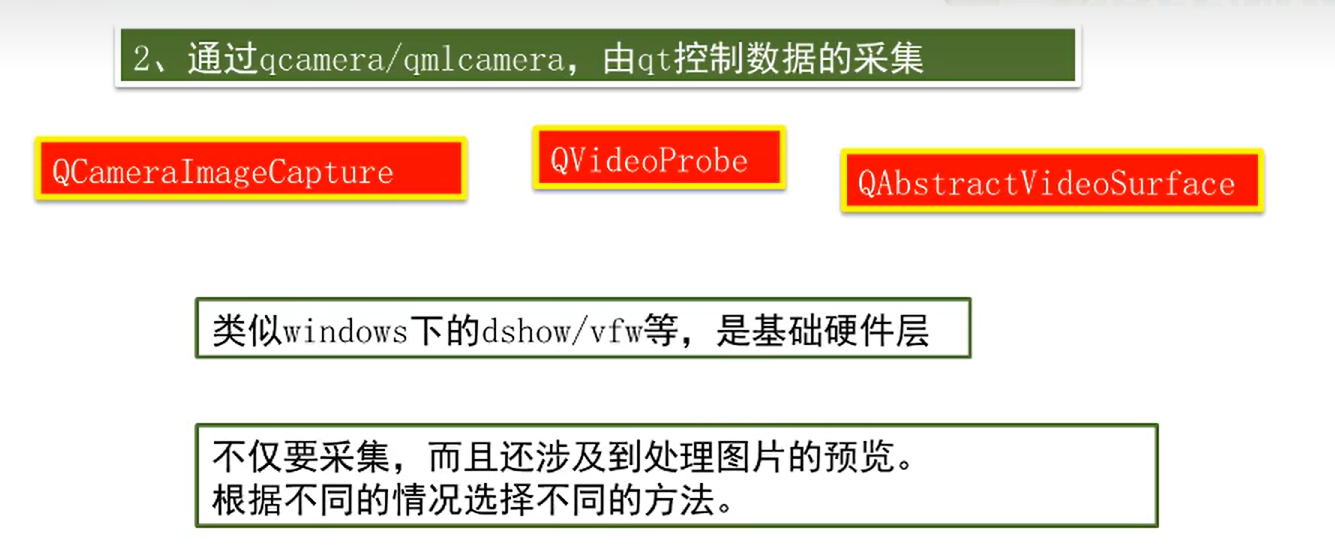 2、通过qcamera/qmlcamera，由qt控制数据的采集
QCameraImageCapture
QVideoProbe
QAbstractVideoSurface
类似windows下的dshow/vfw等，是基础硬件层
不仅要采集，而且还涉及到处理图片的预览。
根据不同的情况选择不同的方法。